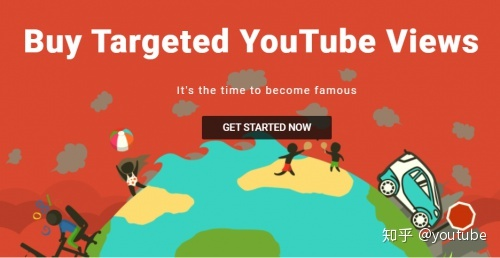 Buy Targeted YouTube Views
It's the time to become famous
GET STARTED NOW
知乎 @youtube